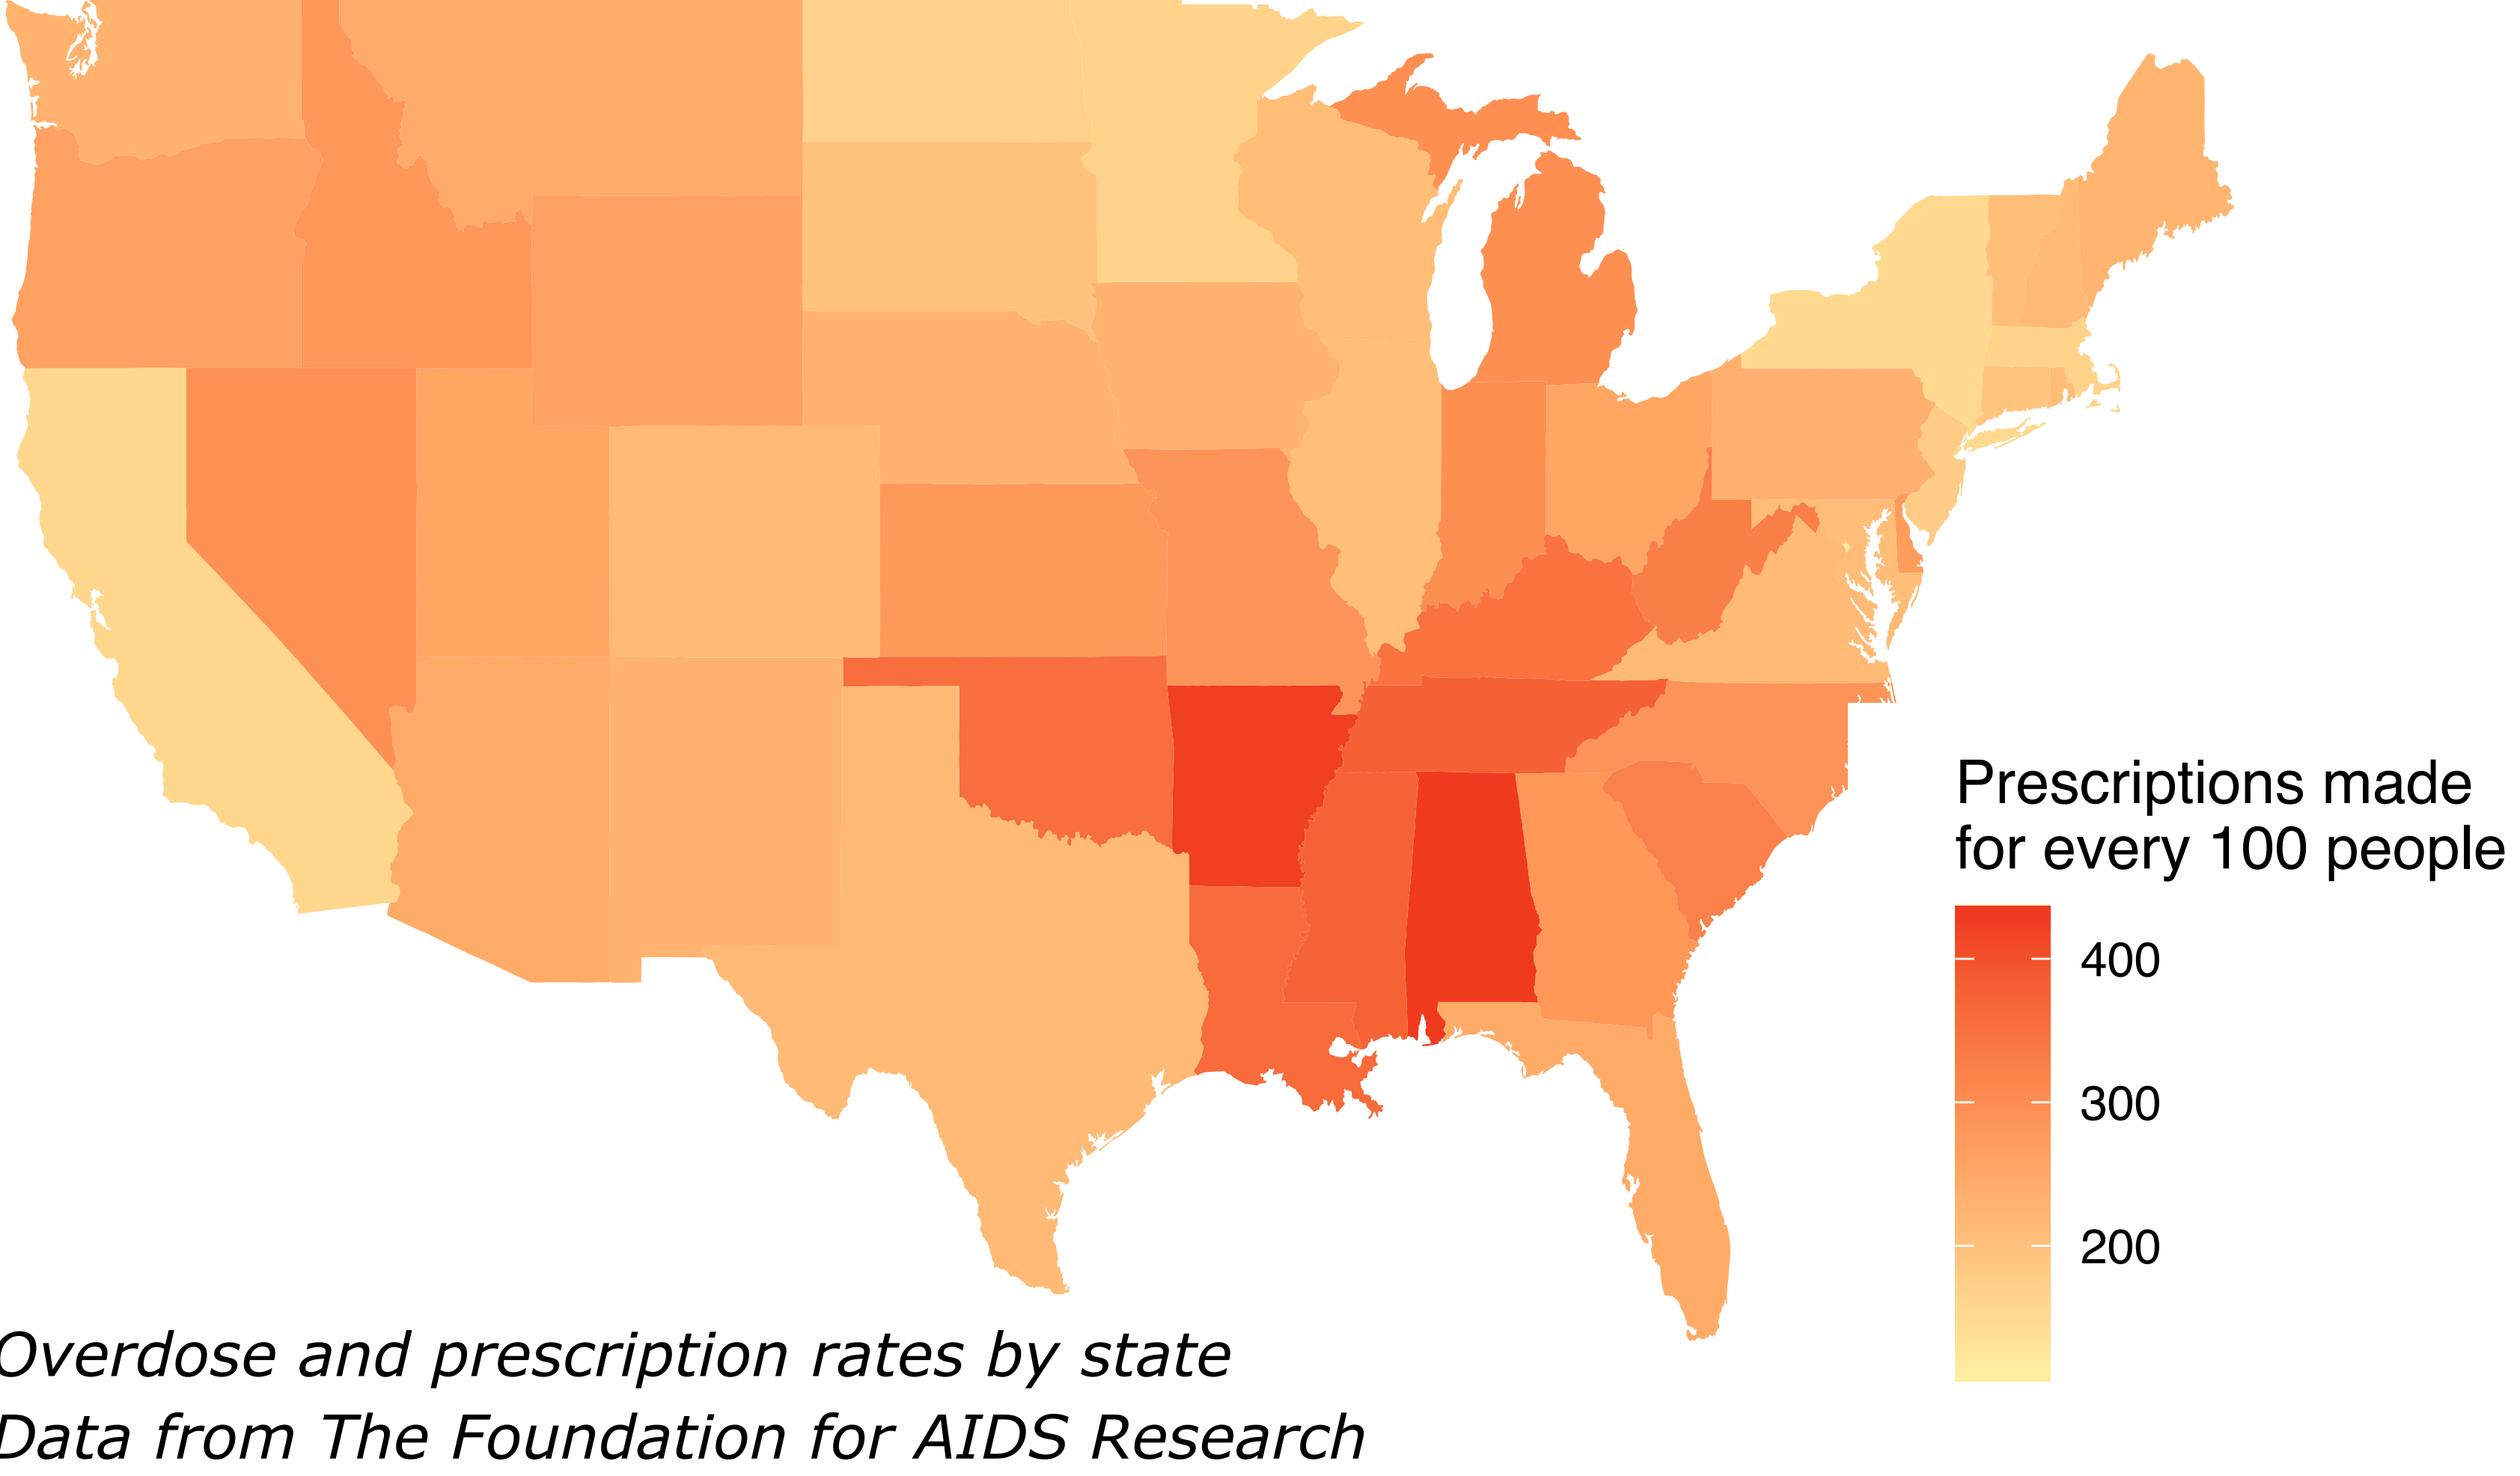 Prescriptions made
for every 100 people
400
300
200
Overdose and prescription rates by state
Data from The Foundation for AIDS Research